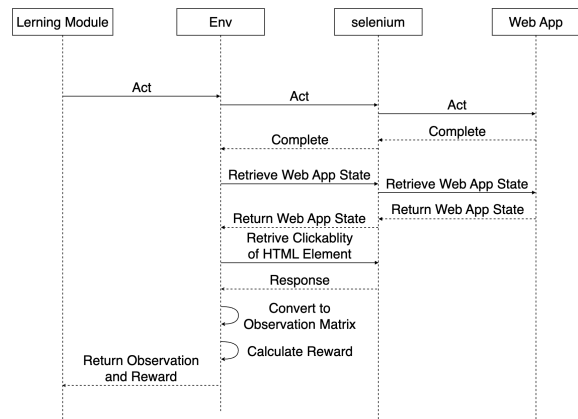 Lerning Module
Env
selenium
Web App
Act
Act
Act
Complete
Complete
Retrieve Web App State
Retrieve Web App State
Return Web App State
Return Web App State
Retrive Clickablity
of HTML Element
Response
Convert to
Observation Matrix
Calculate Reward
Return Observation
and Reward